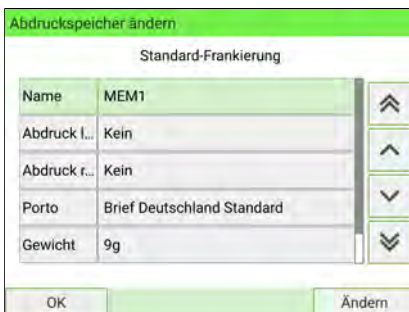 Abdruckspeicher ändern
Standard-Frankierung
Name MEM1
Abdruck l... Kein
Abdruck r... Kein
Porto Brief Deutschland Standard
Gewicht 9g
OK Ändern